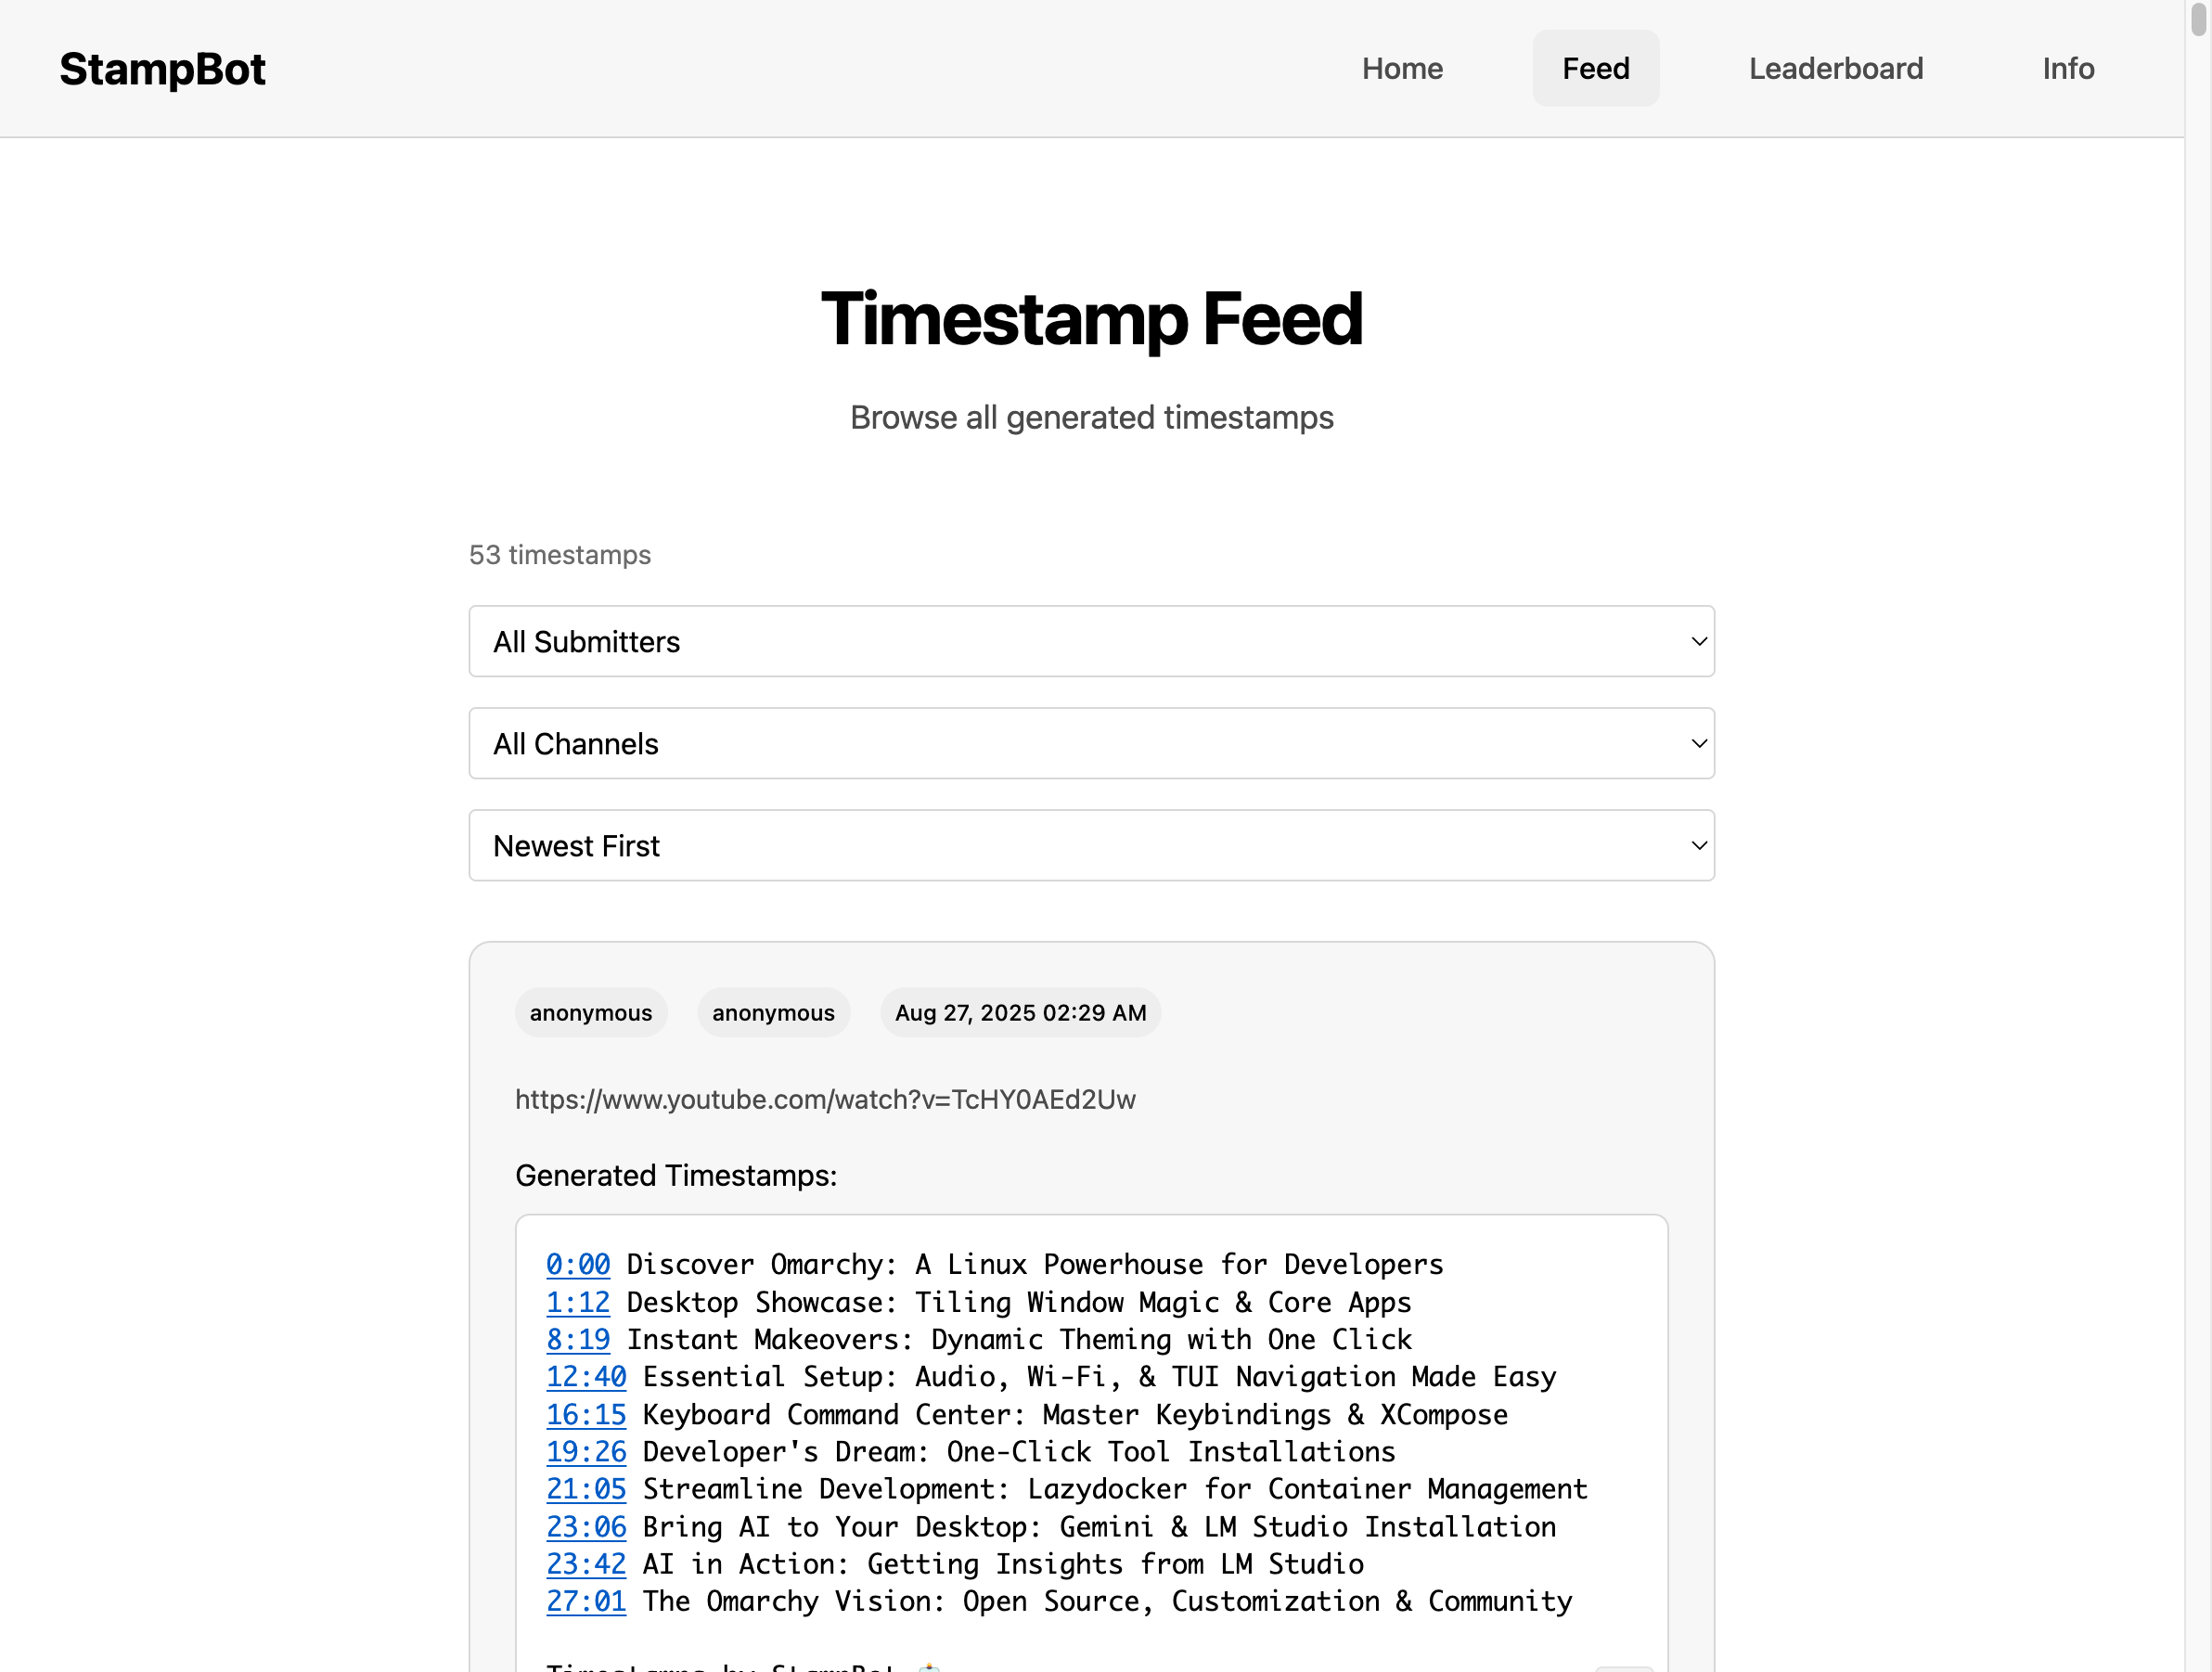 StampBot
Home Feed Leaderboard Info
Timestamp Feed
Browse all generated timestamps
53 timestamps
All Submitters
All Channels
Newest First
anonymous anonymous Aug 27, 2025 02:29 AM
https://www.youtube.com/watch?v=TcHY0AEd2Uw
Generated Timestamps:
0:00 Discover Omarchy: A Linux Powerhouse for Developers
1:12 Desktop Showcase: Tiling Window Magic & Core Apps
8:19 Instant Makeovers: Dynamic Theming with One Click
12:40 Essential Setup: Audio, Wi-Fi, & TUI Navigation Made Easy
16:15 Keyboard Command Center: Master Keybindings & XCompose
19:26 Developer's Dream: One-Click Tool Installations
21:05 Streamline Development: Lazydocker for Container Management
23:06 Bring AI to Your Desktop: Gemini & LM Studio Installation
23:42 AI in Action: Getting Insights from LM Studio
27:01 The Omarchy Vision: Open Source, Customization & Community
Timestamps by StampBot 🤖